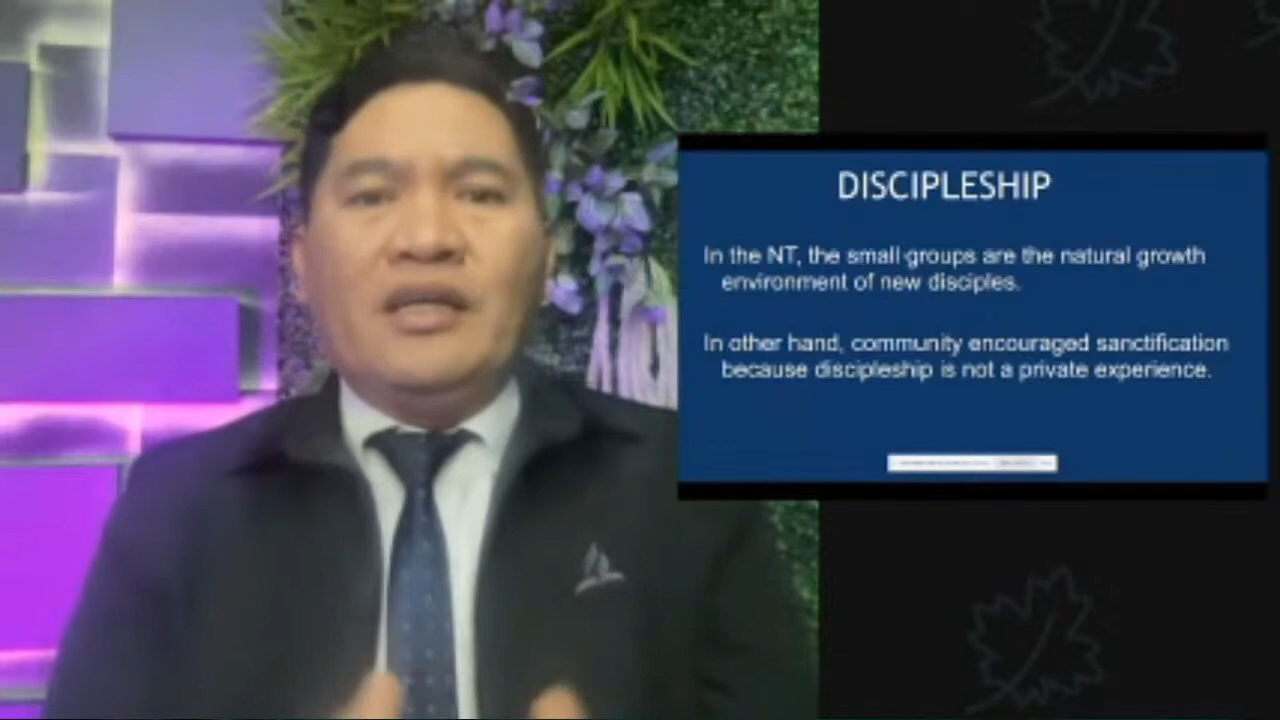 DISCIPLESHIP
In the NT, the small-groups are the natural growth
environment of new disciples.
In other hand, community encouraged sanctification
because discipleship is not a private experience.